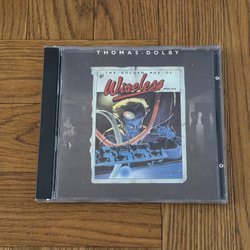 THOMAS · DOLBY
THE · GOLDEN · AGE OF
Wireless